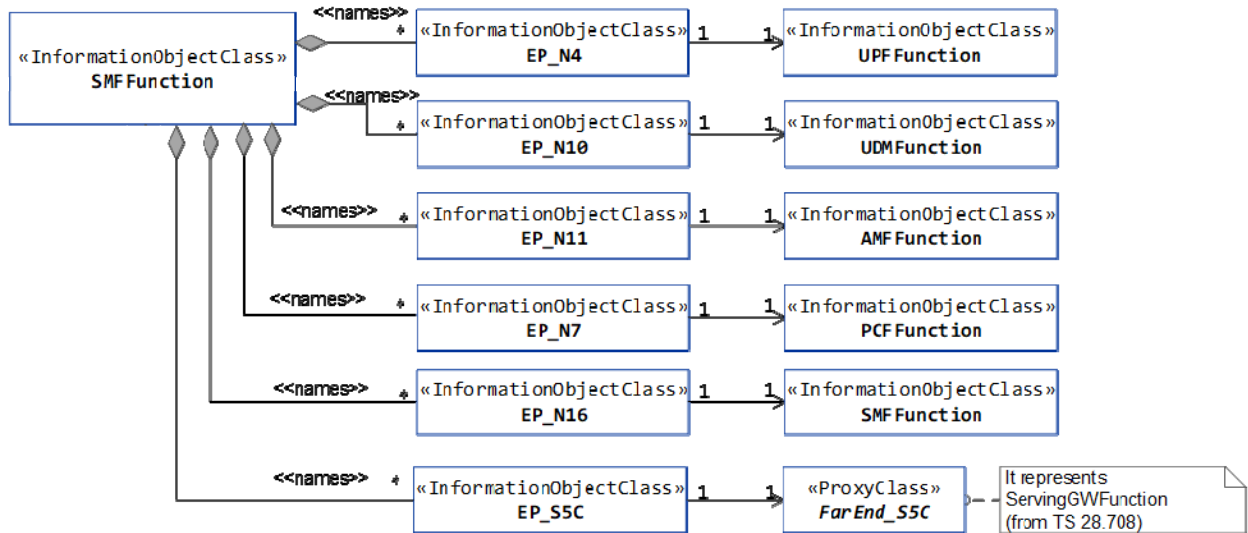 <<names>>
*
«InformationObjectClass»
SMFFunction
«InformationObjectClass»
EP_N4
1
1
«InformationObjectClass»
UPFFunction
<<names>>
*
«InformationObjectClass»
EP_N10
1
1
«InformationObjectClass»
UDMFunction
<<names>>
*
«InformationObjectClass»
EP_N11
1
1
«InformationObjectClass»
AMFFunction
<<names>>
*
«InformationObjectClass»
EP_N7
1
1
«InformationObjectClass»
PCFFunction
<<names>>
*
«InformationObjectClass»
EP_N16
1
1
«InformationObjectClass»
SMFFunction
<<names>>
*
«InformationObjectClass»
EP_S5C
1
1
«ProxyClass»
FarEnd_S5C
It represents
ServingGWFunction
(from TS 28.708)